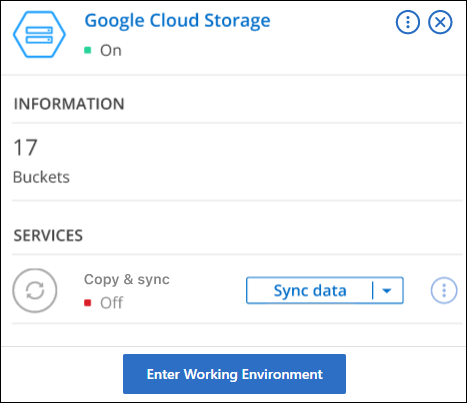 Google Cloud Storage
On
INFORMATION
17
Buckets
SERVICES
Copy & sync
Off
Sync data
Enter Working Environment